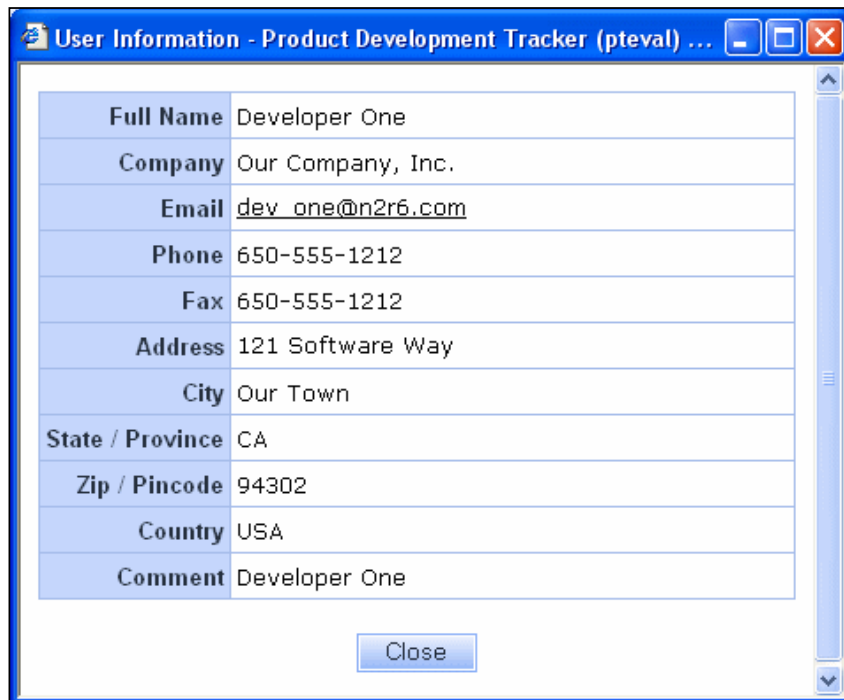 User Information - Product Development Tracker (pteval) ...
Full Name Developer One
Company Our Company, Inc.
Email dev_one@n2r6.com
Phone 650-555-1212
Fax 650-555-1212
Address 121 Software Way
City Our Town
State / Province CA
Zip / Pincode 94302
Country USA
Comment Developer One
Close